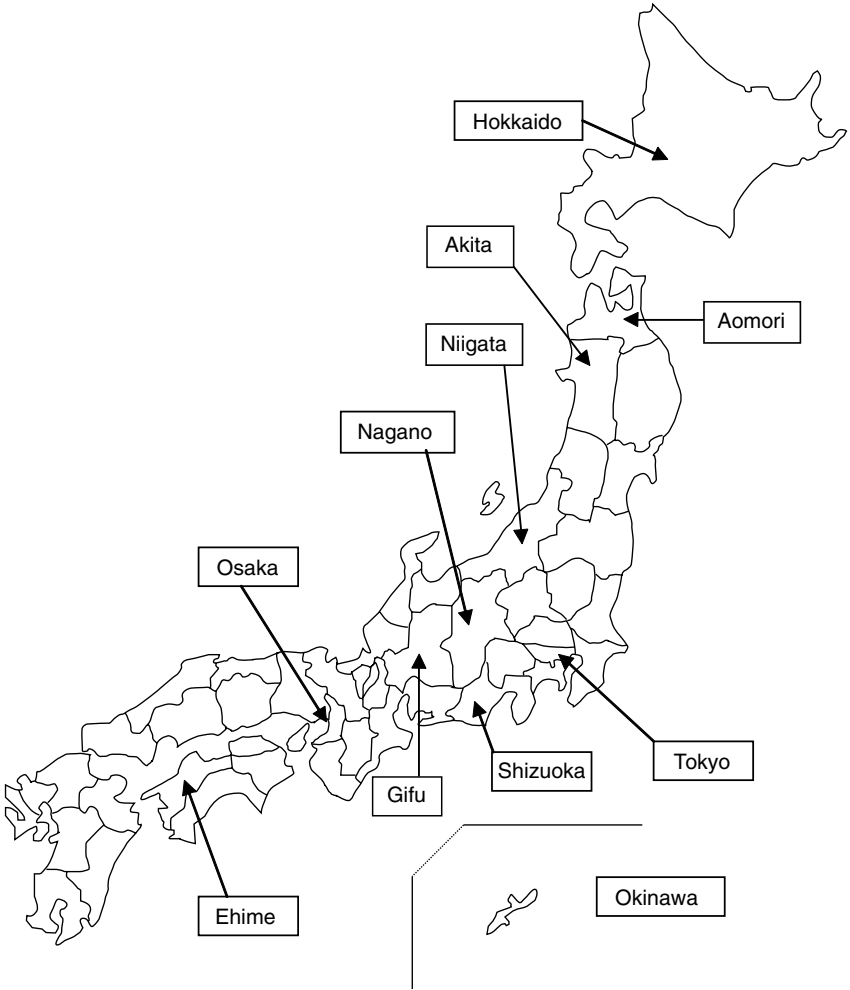 Hokkaido
Akita
Aomori
Niigata
Nagano
Osaka
Tokyo
Shizuoka
Gifu
Okinawa
Ehime